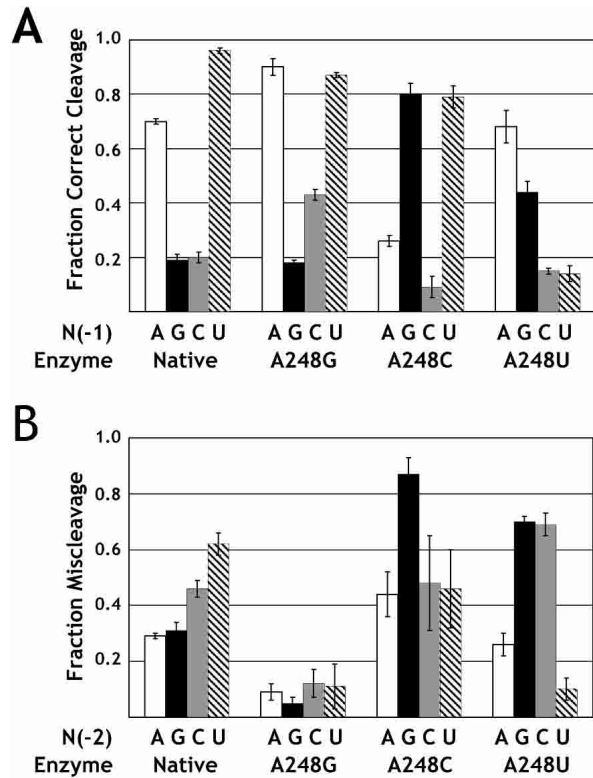 A
Fraction Correct Cleavage
1.0
0.8
0.6
0.4
0.2
N(-1) A G C U A G C U A G C U A G C U
Enzyme Native A248G A248C A248U
B
Fraction Miscleavage
1.0
0.8
0.6
0.4
0.2
N(-2) A G C U A G C U A G C U A G C U
Enzyme Native A248G A248C A248U